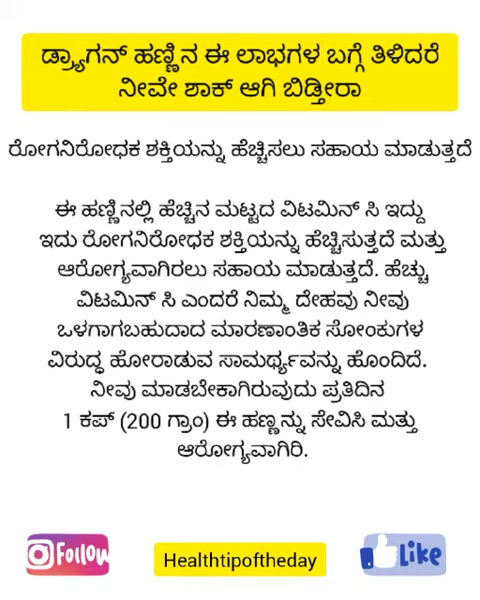 ಡ್ರ್ಯಾಗನ್ ಹಣ್ಣಿನ ಈ ಲಾಭಗಳ ಬಗ್ಗೆ ತಿಳಿದರೆ
ನೀವೇ ಶಾಕ್ ಆಗಿ ಬಿಡ್ತೀರಾ
ರೋಗನಿರೋಧಕ ಶಕ್ತಿಯನ್ನು ಹೆಚ್ಚಿಸಲು ಸಹಾಯ ಮಾಡುತ್ತದೆ
ಈ ಹಣ್ಣಿನಲ್ಲಿ ಹೆಚ್ಚಿನ ಮಟ್ಟದ ವಿಟಮಿನ್ ಸಿ ಇದ್ದು
ಇದು ರೋಗನಿರೋಧಕ ಶಕ್ತಿಯನ್ನು ಹೆಚ್ಚಿಸುತ್ತದೆ ಮತ್ತು
ಆರೋಗ್ಯವಾಗಿರಲು ಸಹಾಯ ಮಾಡುತ್ತದೆ. ಹೆಚ್ಚು
ವಿಟಮಿನ್ ಸಿ ಎಂದರೆ ನಿಮ್ಮ ದೇಹವು ನೀವು
ಒಳಗಾಗಬಹುದಾದ ಮಾರಣಾಂತಿಕ ಸೋಂಕುಗಳ
ವಿರುದ್ಧ ಹೋರಾಡುವ ಸಾಮರ್ಥ್ಯವನ್ನು ಹೊಂದಿದೆ.
ನೀವು ಮಾಡಬೇಕಾಗಿರುವುದು ಪ್ರತಿದಿನ
1 ಕಪ್ (200 ಗ್ರಾಂ) ಈ ಹಣ್ಣನ್ನು ಸೇವಿಸಿ ಮತ್ತು
ಆರೋಗ್ಯವಾಗಿರಿ.
Follow
Healthtipoftheday
Like